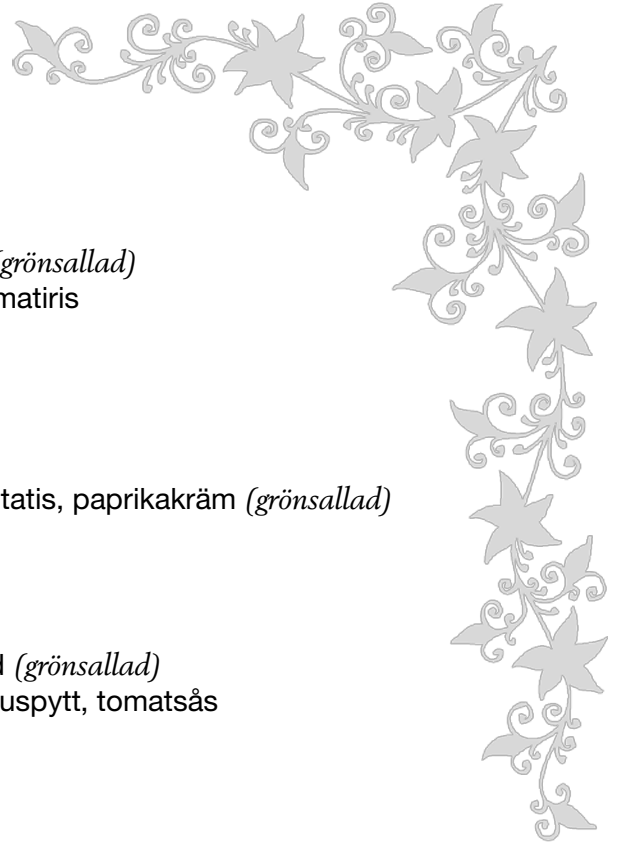 (grönsallad)
matiris
tatis, paprikakräm (grönsallad)
d (grönsallad)
uspytt, tomatsås